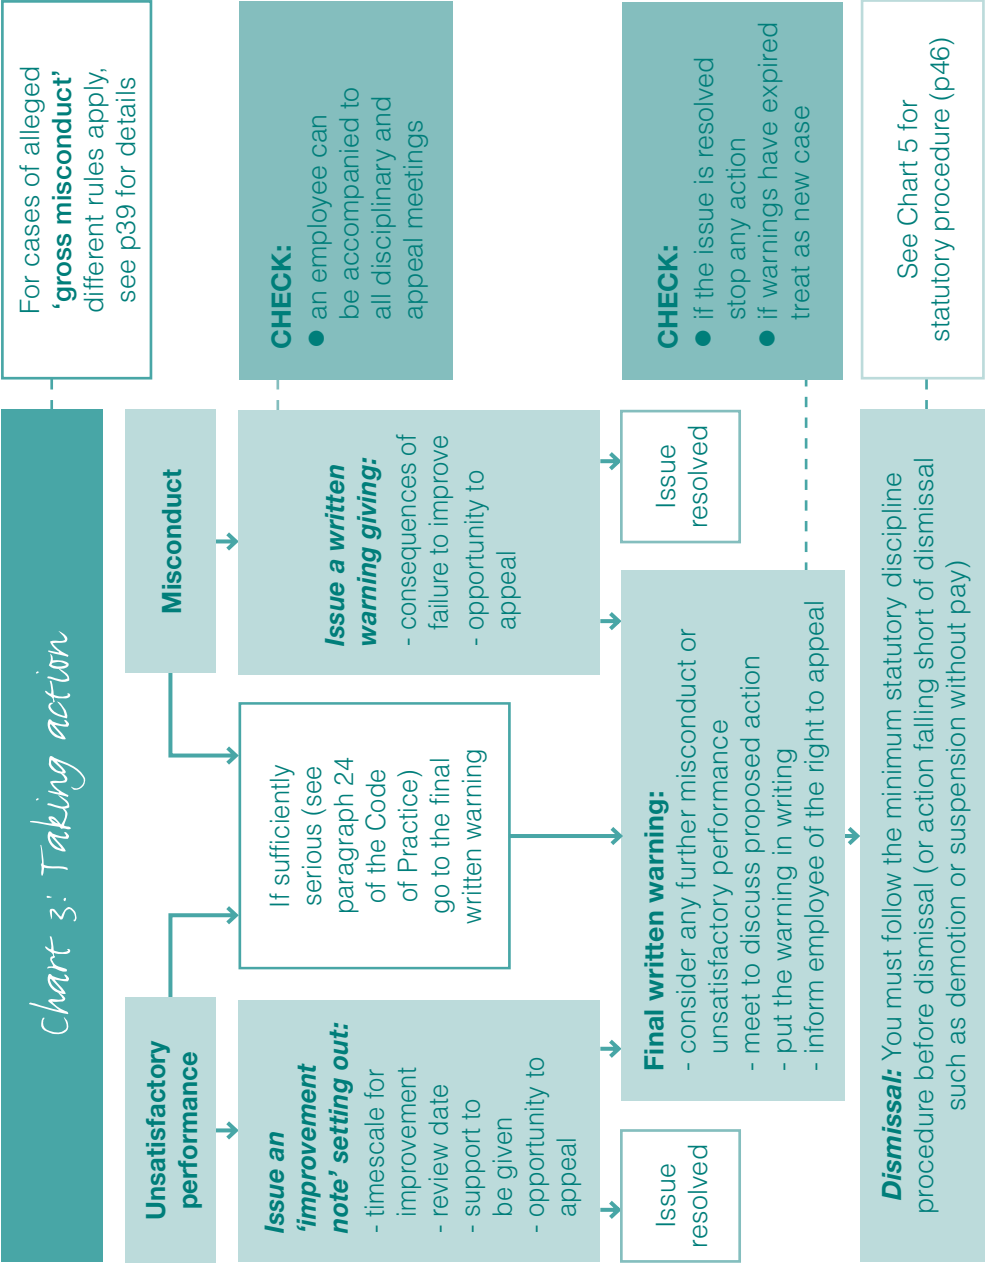 Chart 3: Taking action
For cases of alleged
‘gross misconduct’
different rules apply,
see p39 for details
Unsatisfactory
performance
Misconduct
Issue an
‘improvement
note’ setting out:
- timescale for
improvement
- review date
- support to
be given
- opportunity to
appeal
If sufficiently
serious (see
paragraph 24
of the Code
of Practice)
go to the final
written warning
Issue a written
warning giving:
- consequences of
failure to improve
- opportunity to
appeal
CHECK:
● an employee can
be accompanied to
all disciplinary and
appeal meetings
Issue
resolved
Final written warning:
- consider any further misconduct or
unsatisfactory performance
- meet to discuss proposed action
- put the warning in writing
- inform employee of the right to appeal
Issue
resolved
CHECK:
● if the issue is resolved
stop any action
● if warnings have expired
treat as new case
Dismissal: You must follow the minimum statutory discipline
procedure before dismissal (or action falling short of dismissal
such as demotion or suspension without pay)
See Chart 5 for
statutory procedure (p46)